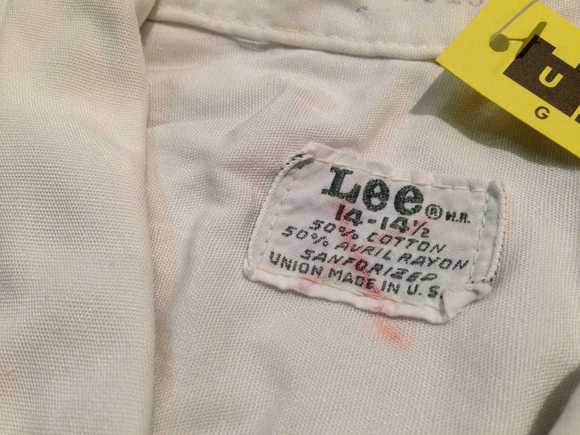 Lee ® M.R.
14-14½
50% COTTON
50% AVRIL RAYON
SANFORIZED
UNION MADE IN U.S.
U
G